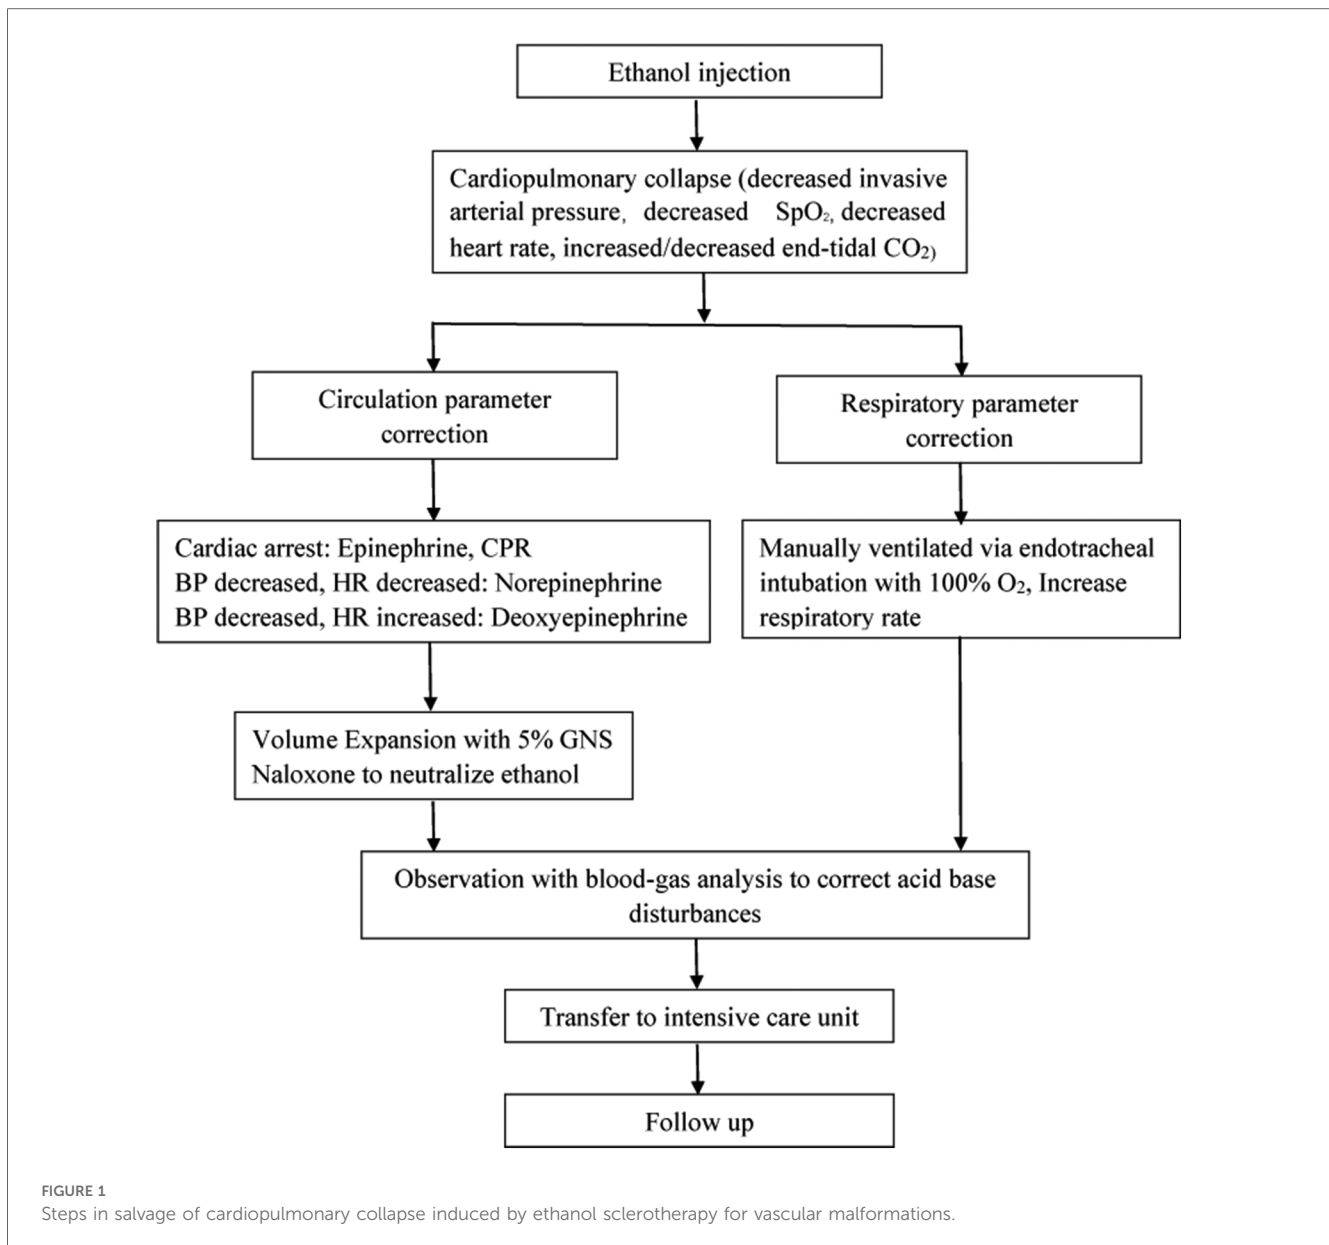 Ethanol injection
Cardiopulmonary collapse (decreased invasive
arterial pressure, decreased SpO₂, decreased
heart rate, increased/decreased end-tidal CO₂)
Circulation parameter
correction
Respiratory parameter
correction
Cardiac arrest: Epinephrine, CPR
BP decreased, HR decreased: Norepinephrine
BP decreased, HR increased: Deoxyepinephrine
Manually ventilated via endotracheal
intubation with 100% O₂, Increase
respiratory rate
Volume Expansion with 5% GNS
Naloxone to neutralize ethanol
Observation with blood-gas analysis to correct acid base
disturbances
Transfer to intensive care unit
Follow up
FIGURE 1
Steps in salvage of cardiopulmonary collapse induced by ethanol sclerotherapy for vascular malformations.